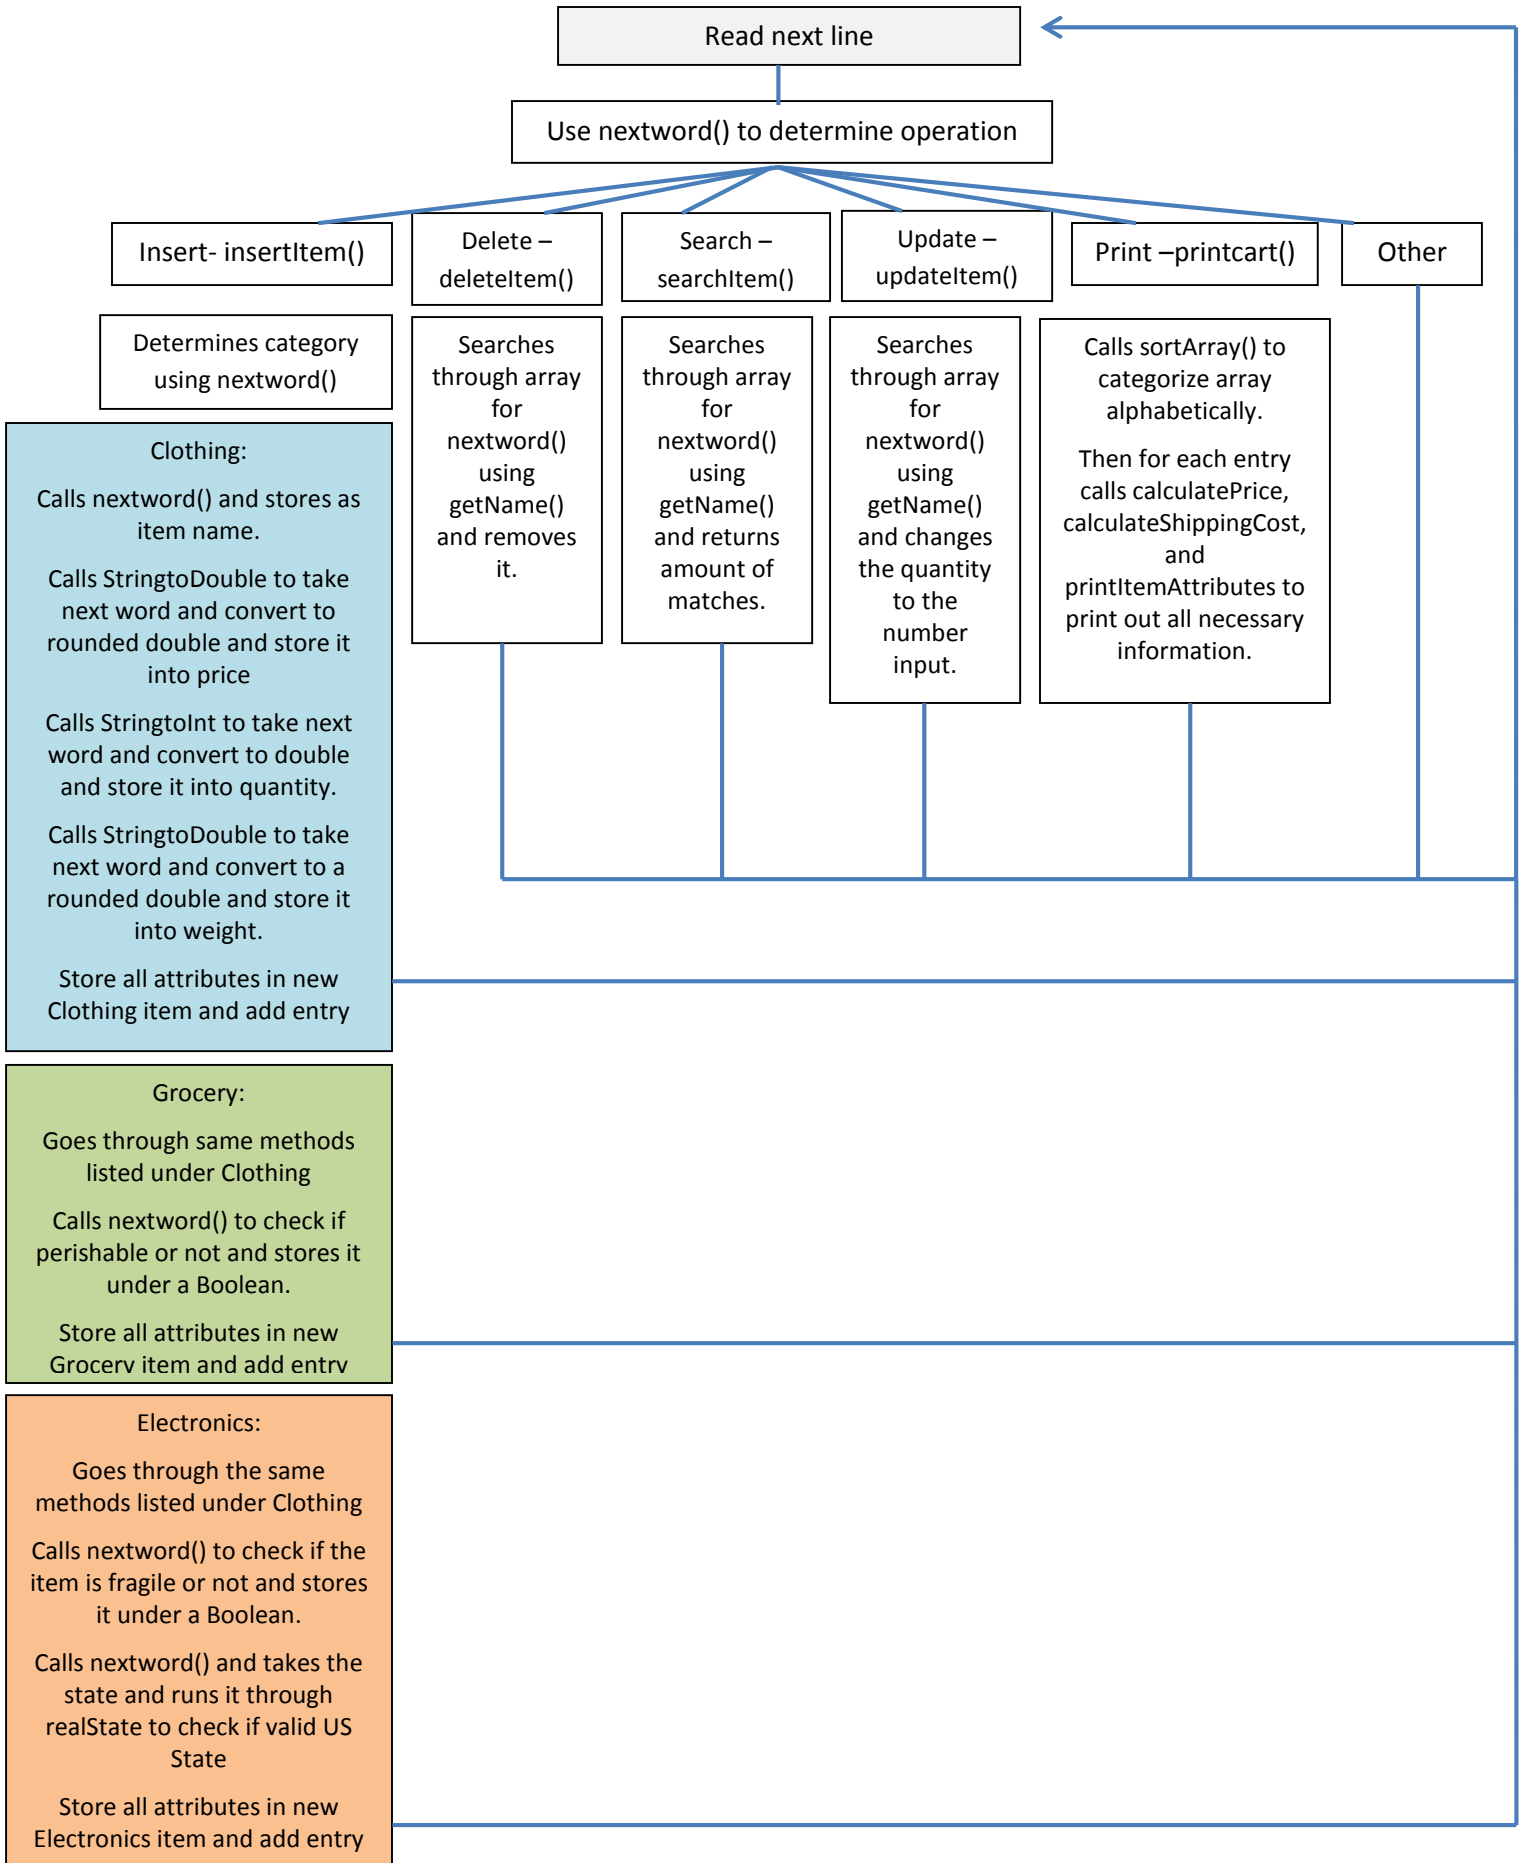 Read next line
Use nextword() to determine operation
Insert- insertItem()
Delete –
deleteItem()
Search –
searchItem()
Update –
updateItem()
Print –printcart()
Other
Determines category
using nextword()
Searches
through array
for
nextword()
using
getName()
and removes
it.
Searches
through array
for
nextword()
using
getName()
and returns
amount of
matches.
Searches
through array
for
nextword()
using
getName()
and changes
the quantity
to the
number
input.
Calls sortArray() to
categorize array
alphabetically.
Then for each entry
calls calculatePrice,
calculateShippingCost,
and
printItemAttributes to
print out all necessary
information.
Clothing:
Calls nextword() and stores as
item name.
Calls StringtoDouble to take
next word and convert to
rounded double and store it
into price
Calls StringtoInt to take next
word and convert to double
and store it into quantity.
Calls StringtoDouble to take
next word and convert to a
rounded double and store it
into weight.
Store all attributes in new
Clothing item and add entry
Grocery:
Goes through same methods
listed under Clothing
Calls nextword() to check if
perishable or not and stores it
under a Boolean.
Store all attributes in new
Grocery item and add entry
Electronics:
Goes through the same
methods listed under Clothing
Calls nextword() to check if the
item is fragile or not and stores
it under a Boolean.
Calls nextword() and takes the
state and runs it through
realState to check if valid US
State
Store all attributes in new
Electronics item and add entry